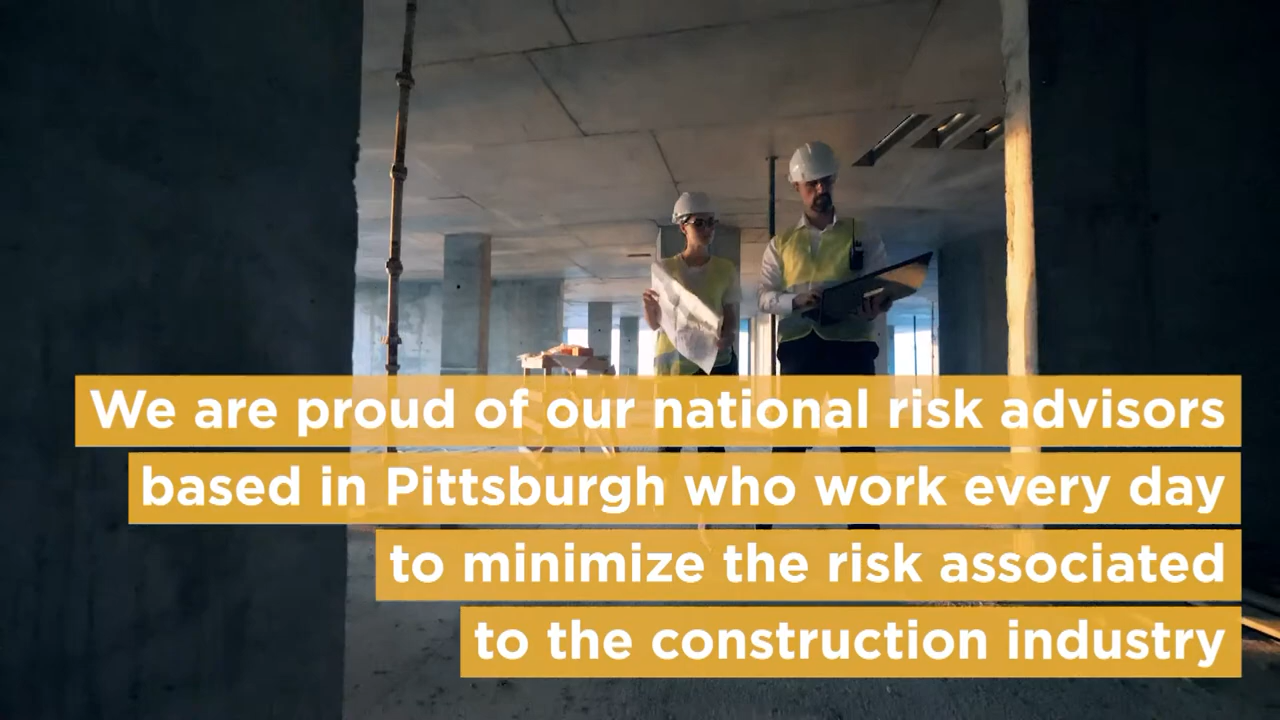 We are proud of our national risk advisors
based in Pittsburgh who work every day
to minimize the risk associated
to the construction industry